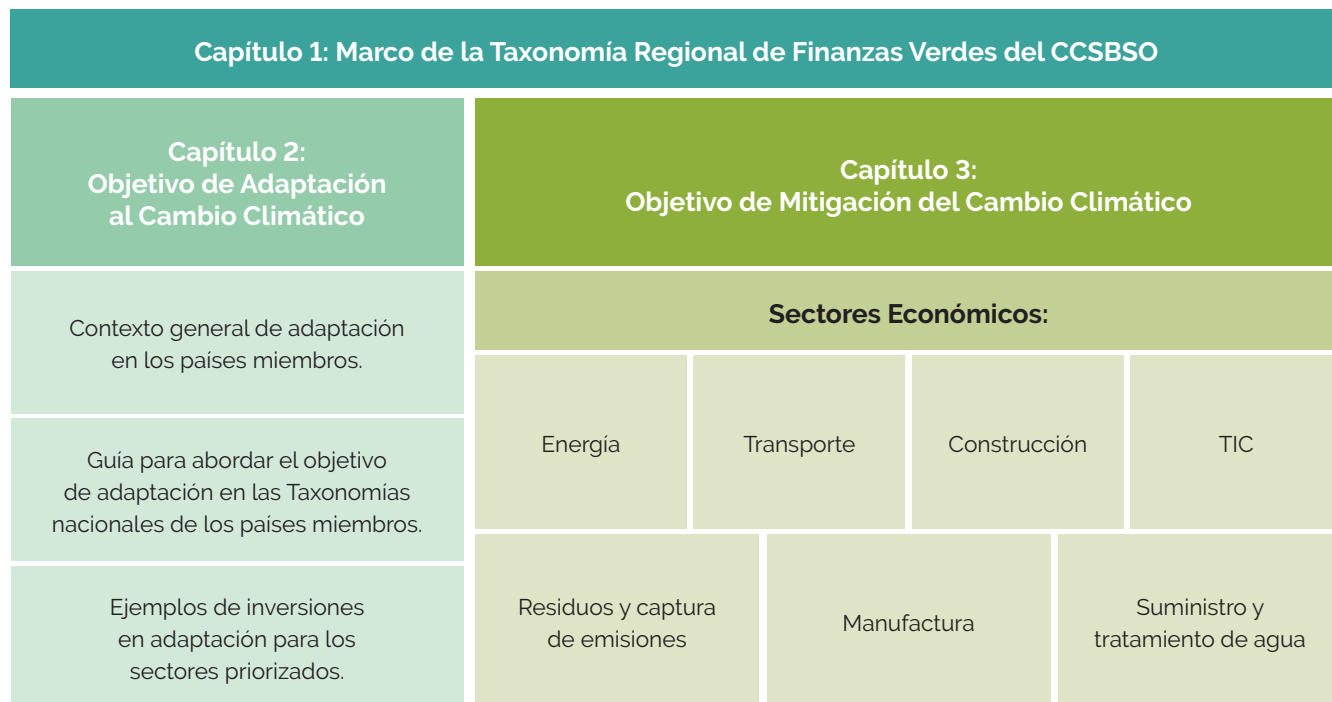 Capítulo 1: Marco de la Taxonomía Regional de Finanzas Verdes del CCSBSO
Capítulo 2:
Objetivo de Adaptación
al Cambio Climático
Contexto general de adaptación
en los países miembros.
Guía para abordar el objetivo
de adaptación en las Taxonomías
nacionales de los países miembros.
Ejemplos de inversiones
en adaptación para los
sectores priorizados.
Capítulo 3:
Objetivo de Mitigación del Cambio Climático
Sectores Económicos:
Energía
Transporte
Construcción
TIC
Residuos y captura
de emisiones
Manufactura
Suministro y
tratamiento de agua